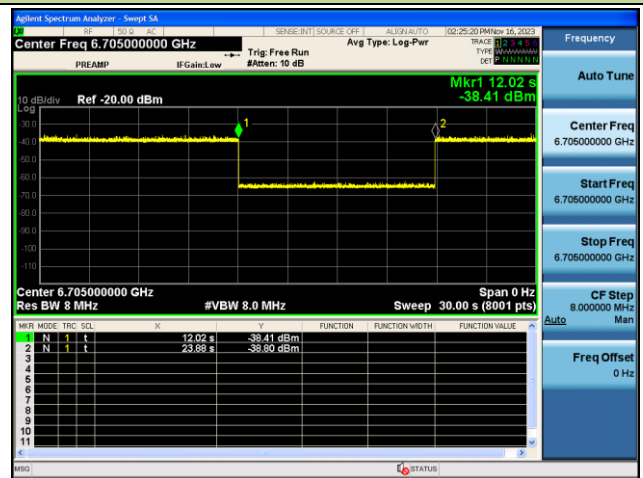 Agilent Spectrum Analyzer - Swept SA
RF 50 Ω AC SENSE:INT SOURCE OFF ALIGN AUTO 02:25:20 PM Nov 16, 2023
Center Freq 6.705000000 GHz
Avg Type: Log-Pwr
TRACE 1 2 3 4 5 6
TYPE
DET P N N N N N
Trig: Free Run
#Atten: 10 dB
PREAMP IFGain:Low
Mkr1 12.02 s
-38.41 dBm
10 dB/div Ref -20.00 dBm
Log
-30.0
-40.0
-50.0
-60.0
-70.0
-80.0
-90.0
-100
-110
1
2
Center 6.705000000 GHz Span 0 Hz
Res BW 8 MHz #VBW 8.0 MHz Sweep 30.00 s (8001 pts)
MKR MODE TRC SCL X Y FUNCTION FUNCTION WIDTH FUNCTION VALUE
1 N 1 t 12.02 s -38.41 dBm
2 N 1 t 23.88 s -38.80 dBm
3
4
5
6
7
8
9
10
11
MSG STATUS
Frequency
Auto Tune
Center Freq
6.705000000 GHz
Start Freq
6.705000000 GHz
Stop Freq
6.705000000 GHz
CF Step
8.000000 MHz
Auto Man
Freq Offset
0 Hz